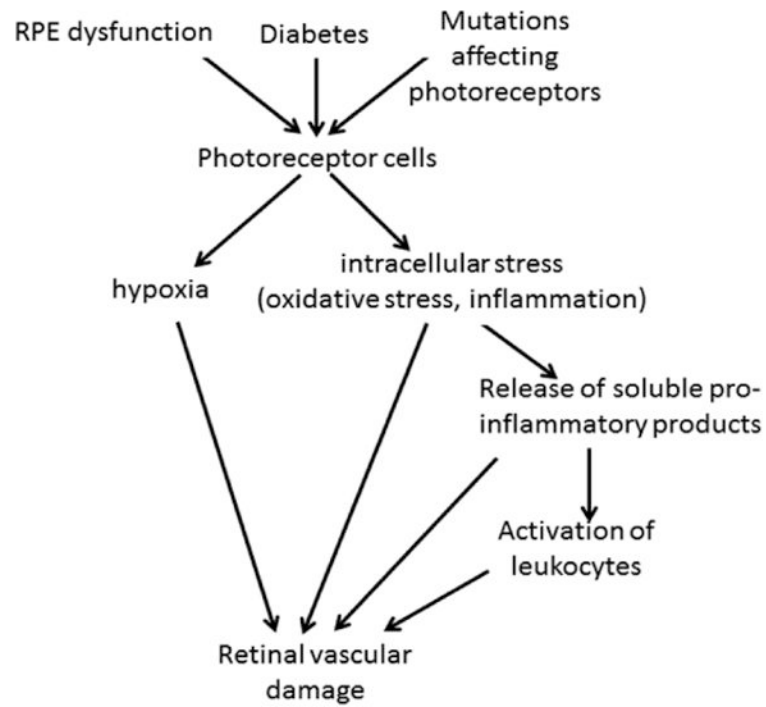 RPE dysfunction
Diabetes
Mutations
affecting
photoreceptors
Photoreceptor cells
hypoxia
intracellular stress
(oxidative stress, inflammation)
Release of soluble pro-
inflammatory products
Activation of
leukocytes
Retinal vascular
damage